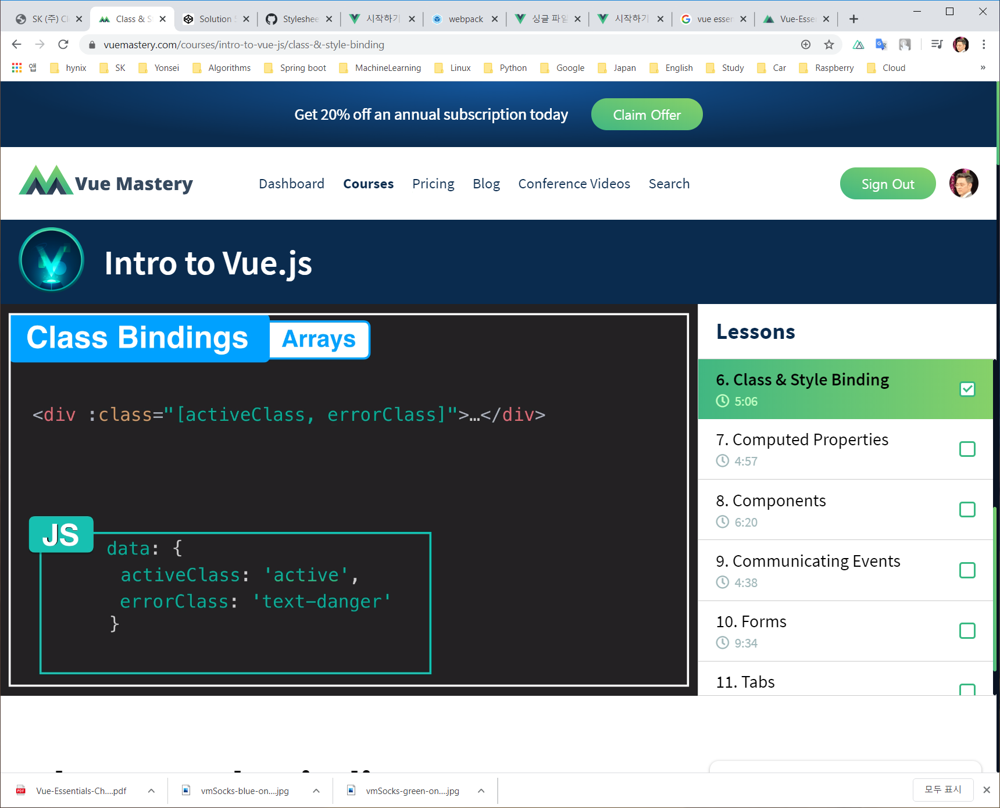 SK (주) C
Class & S
Solution
Styleshee
시작하기
webpack
싱글 파일
시작하기
vue esser
Vue-Esse
vuemastery.com/courses/intro-to-vue-js/class-&-style-binding
앱 hynix SK Yonsei Algorithms Spring boot MachineLearning Linux Python Google Japan English Study Car Raspberry Cloud »
Get 20% off an annual subscription today
Claim Offer
Vue Mastery
Dashboard Courses Pricing Blog Conference Videos Search
Sign Out
Intro to Vue.js
Class Bindings Arrays
<div :class="[activeClass, errorClass]">…</div>
JS
data: {
activeClass: 'active',
errorClass: 'text-danger'
}
Lessons
6. Class & Style Binding
5:06
7. Computed Properties
4:57
8. Components
6:20
9. Communicating Events
4:38
10. Forms
9:34
11. Tabs
PDF
Vue-Essentials-Ch....pdf
vmSocks-blue-on....jpg
vmSocks-green-on....jpg
모두 표시